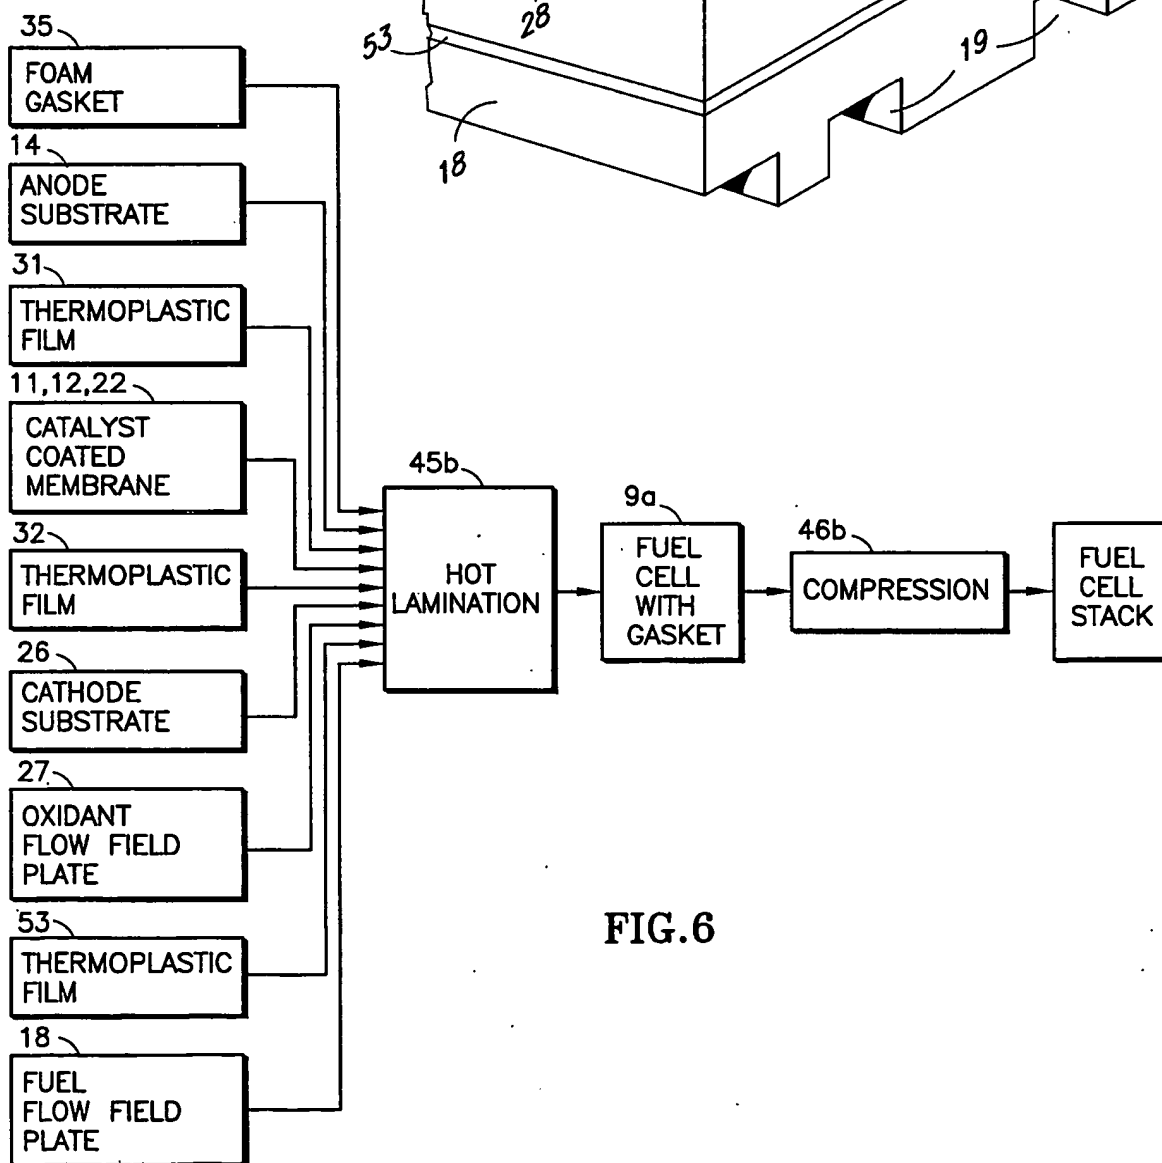 28
53
19
18
35
FOAM
GASKET
14
ANODE
SUBSTRATE
31
THERMOPLASTIC
FILM
11,12,22
CATALYST
COATED
MEMBRANE
32
THERMOPLASTIC
FILM
26
CATHODE
SUBSTRATE
27
OXIDANT
FLOW FIELD
PLATE
53
THERMOPLASTIC
FILM
18
FUEL
FLOW FIELD
PLATE
45b
HOT
LAMINATION
9a
FUEL
CELL
WITH
GASKET
46b
COMPRESSION
FUEL
CELL
STACK
FIG.6